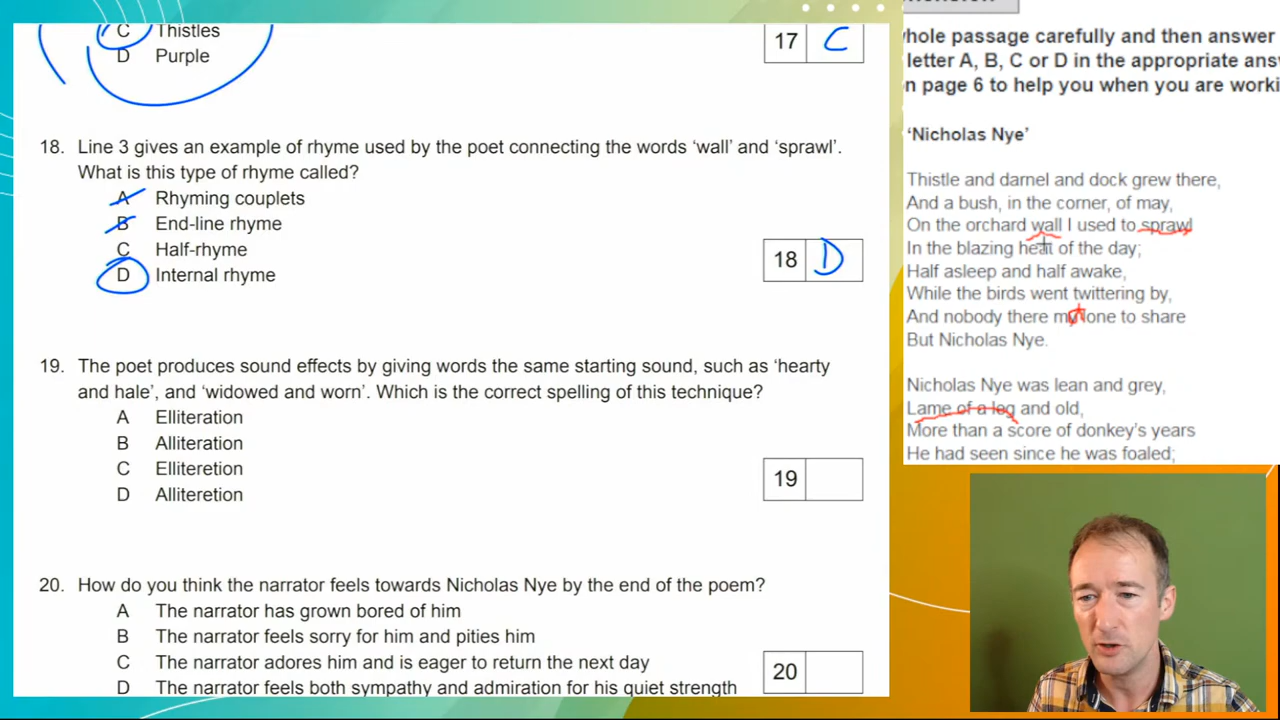 C Thistles
D Purple
17 C
18. Line 3 gives an example of rhyme used by the poet connecting the words ‘wall’ and ‘sprawl’.
What is this type of rhyme called?
A Rhyming couplets
B End-line rhyme
C Half-rhyme
D Internal rhyme
18 D
19. The poet produces sound effects by giving words the same starting sound, such as ‘hearty
and hale’, and ‘widowed and worn’. Which is the correct spelling of this technique?
A Elliteration
B Alliteration
C Elliteretion
D Alliteretion
19
20. How do you think the narrator feels towards Nicholas Nye by the end of the poem?
A The narrator has grown bored of him
B The narrator feels sorry for him and pities him
C The narrator adores him and is eager to return the next day
D The narrator feels both sympathy and admiration for his quiet strength
20
whole passage carefully and then answer
letter A, B, C or D in the appropriate ans
n page 6 to help you when you are worki
‘Nicholas Nye’
Thistle and darnel and dock grew there,
And a bush, in the corner, of may,
On the orchard wall I used to sprawl
In the blazing heat of the day;
Half asleep and half awake,
While the birds went twittering by,
And nobody there my lone to share
But Nicholas Nye.
Nicholas Nye was lean and grey,
Lame of a leg and old,
More than a score of donkey’s years
He had seen since he was foaled;